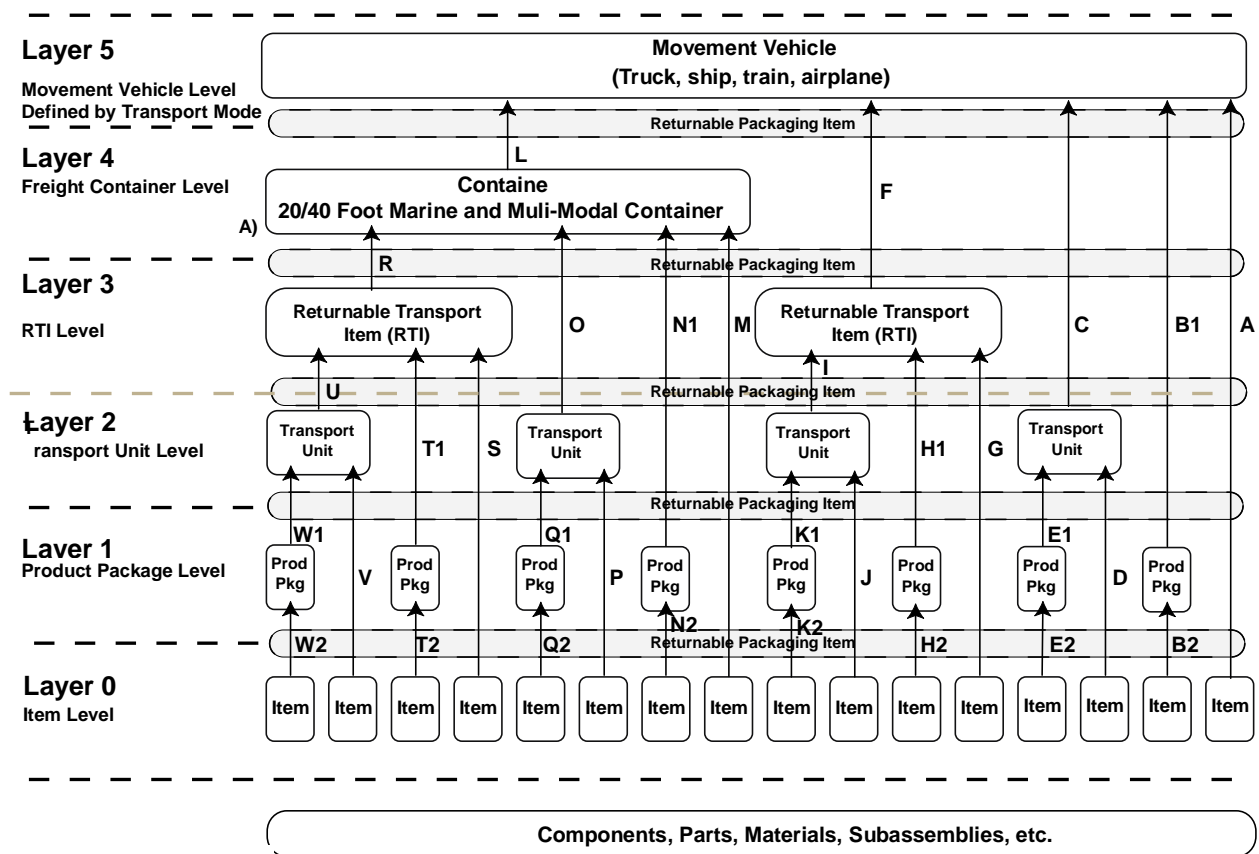 Layer 5
Movement Vehicle
(Truck, ship, train, airplane)
Movement Vehicle Level
Defined by Transport Mode
Returnable Packaging Item
Layer 4
Freight Container Level
L
F
Containe
20/40 Foot Marine and Muli-Modal Container
A)
Returnable Packaging Item
R
Layer 3
RTI Level
Returnable Transport
Item (RTI)
O
N1
M
Returnable Transport
Item (RTI)
C
B1
A
I
Returnable Packaging Item
U
Layer 2
Transport Unit Level
Transport
Unit
T1
S
Transport
Unit
Transport
Unit
H1
G
Transport
Unit
Returnable Packaging Item
Layer 1
Product Package Level
W1
Q1
K1
E1
Prod
Pkg
V
Prod
Pkg
Prod
Pkg
P
Prod
Pkg
Prod
Pkg
J
Prod
Pkg
Prod
Pkg
D
Prod
Pkg
N2
K2
Returnable Packaging Item
W2
T2
Q2
H2
E2
B2
Layer 0
Item Level
Item Item Item Item Item Item Item Item Item Item Item Item Item Item Item Item
Components, Parts, Materials, Subassemblies, etc.